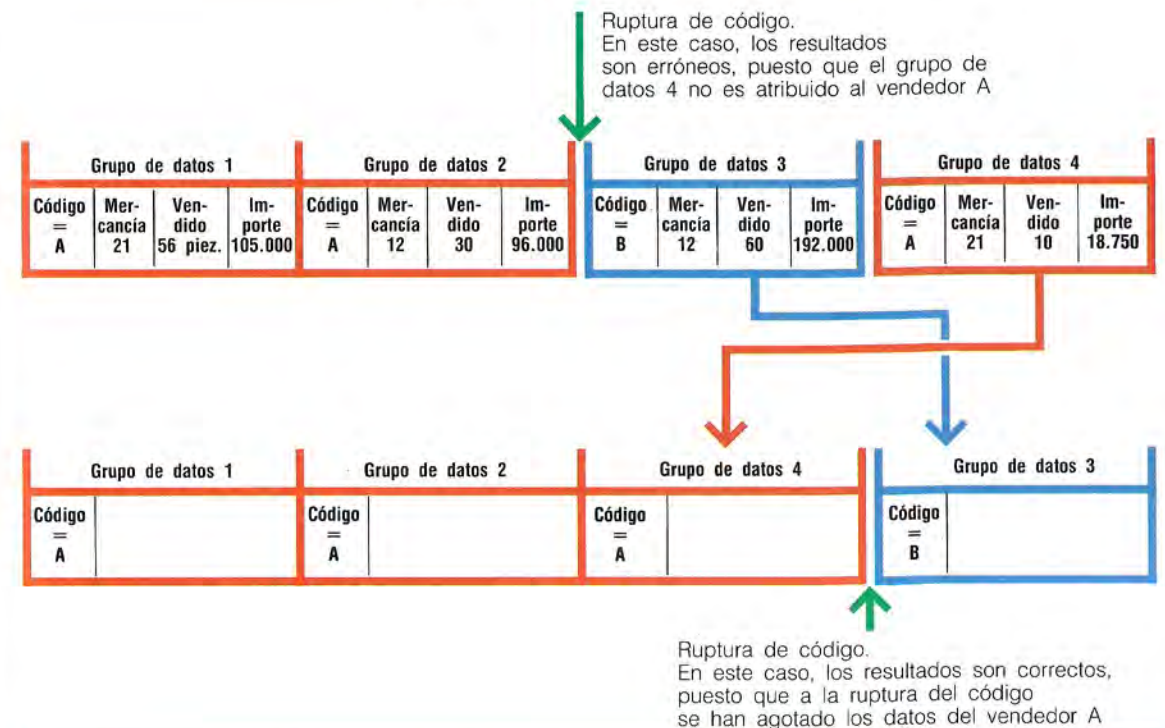 Ruptura de código.
En este caso, los resultados
son erróneos, puesto que el grupo de
datos 4 no es atribuido al vendedor A
Grupo de datos 1
Código = A
Mer-
cancía
21
Ven-
dido
56 piez.
Im-
porte
105.000
Grupo de datos 2
Código = A
Mer-
cancía
12
Ven-
dido
30
Im-
porte
96.000
Grupo de datos 3
Código = B
Mer-
cancía
12
Ven-
dido
60
Im-
porte
192.000
Grupo de datos 4
Código = A
Mer-
cancía
21
Ven-
dido
10
Im-
porte
18.750
Grupo de datos 1
Código = A
Grupo de datos 2
Código = A
Grupo de datos 4
Código = A
Grupo de datos 3
Código = B
Ruptura de código.
En este caso, los resultados son correctos,
puesto que a la ruptura del código
se han agotado los datos del vendedor A